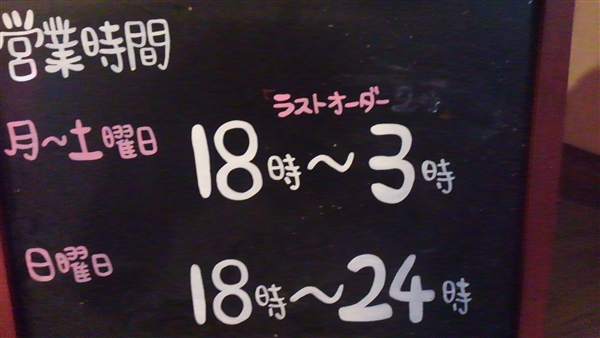 営業時間
ラストオーダー
月〜土曜日 18時〜3時
日曜日 18時〜24時